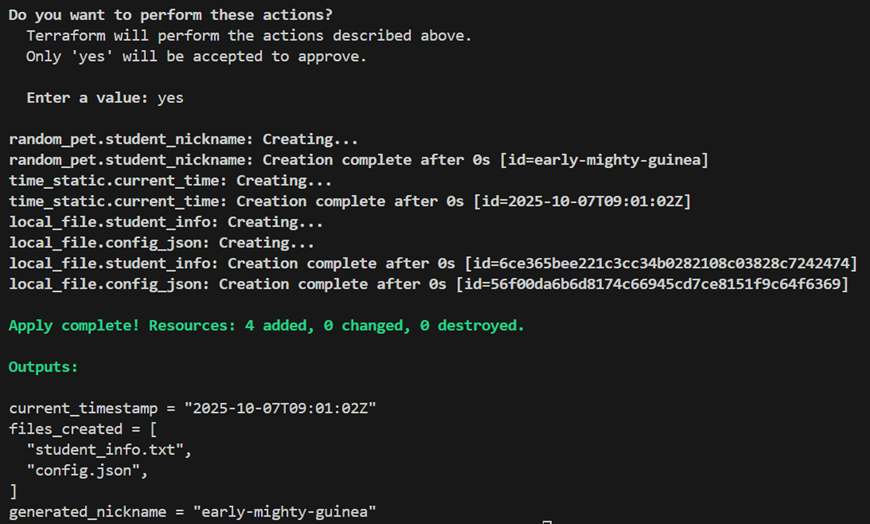 Do you want to perform these actions?
Terraform will perform the actions described above.
Only 'yes' will be accepted to approve.
Enter a value: yes
random_pet.student_nickname: Creating...
random_pet.student_nickname: Creation complete after 0s [id=early-mighty-guinea]
time_static.current_time: Creating...
time_static.current_time: Creation complete after 0s [id=2025-10-07T09:01:02Z]
local_file.student_info: Creating...
local_file.config_json: Creating...
local_file.student_info: Creation complete after 0s [id=6ce365bee221c3cc34b0282108c03828c7242474]
local_file.config_json: Creation complete after 0s [id=56f00da6b6d8174c66945cd7ce8151f9c64f6369]
Apply complete! Resources: 4 added, 0 changed, 0 destroyed.
Outputs:
current_timestamp = "2025-10-07T09:01:02Z"
files_created = [
"student_info.txt",
"config.json",
]
generated_nickname = "early-mighty-guinea"